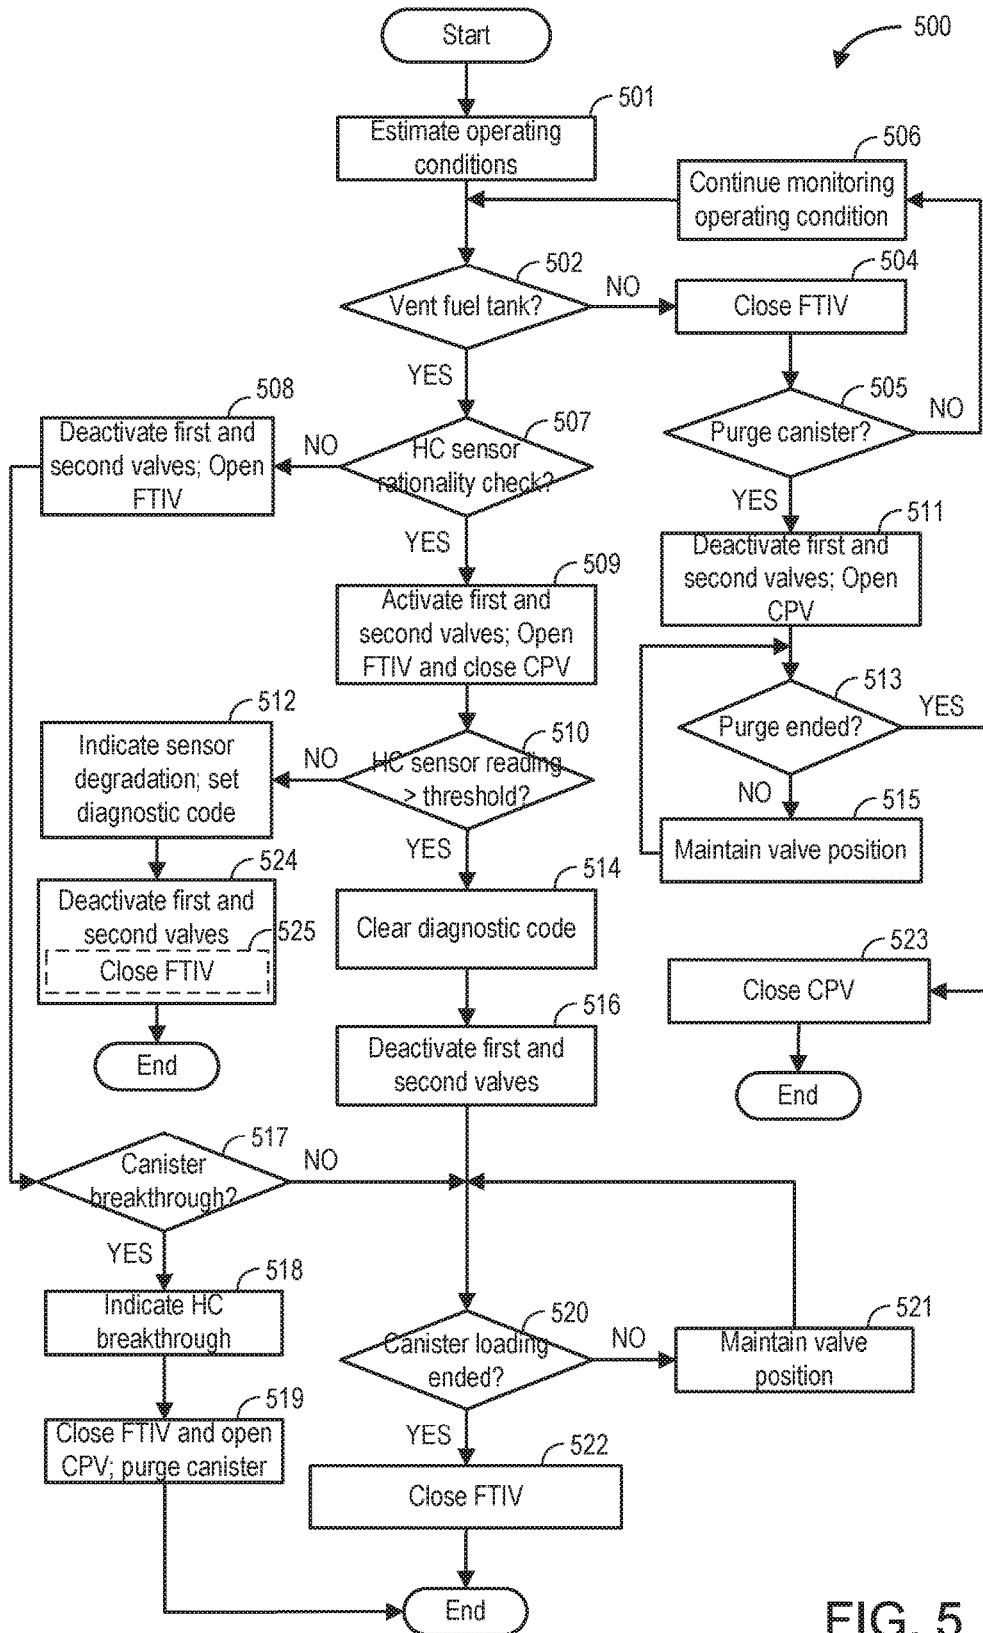 Start
500
501
Estimate operating
conditions
506
Continue monitoring
operating condition
502
Vent fuel tank?
NO
504
Close FTIV
YES
505
Purge canister?
NO
508
Deactivate first and
second valves; Open
FTIV
NO
507
HC sensor
rationality check?
YES
YES
511
Deactivate first and
second valves; Open
CPV
509
Activate first and
second valves; Open
FTIV and close CPV
513
Purge ended?
YES
512
Indicate sensor
degradation; set
diagnostic code
NO
510
HC sensor reading
> threshold?
NO
515
Maintain valve position
YES
524
Deactivate first and
second valves
525
Close FTIV
End
514
Clear diagnostic code
523
Close CPV
End
516
Deactivate first and
second valves
517
Canister
breakthrough?
NO
YES
518
Indicate HC
breakthrough
520
Canister loading
ended?
NO
521
Maintain valve
position
519
Close FTIV and open
CPV; purge canister
YES
522
Close FTIV
End
FIG. 5